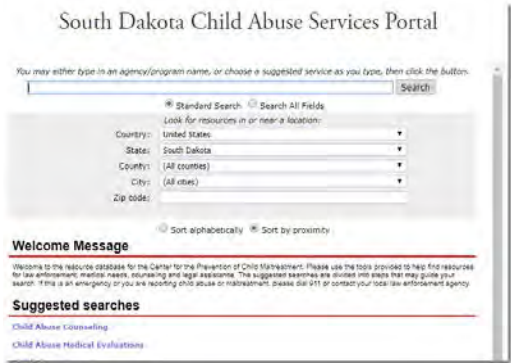 South Dakota Child Abuse Services Portal
You may either type in an agency/program name, or choose a suggested service as you type, then click the button.
Search
Standard Search Search All Fields
Look for resources in or near a location:
Country: United States
State: South Dakota
County: (All counties)
City: (All cities)
Zip code:
Sort alphabetically Sort by proximity
Welcome Message
Welcome to the resource database for the Center for the Prevention of Child Maltreatment. Please use the tools provided to help find resources
for law enforcement, medical needs, counseling and legal assistance. The suggested searches are divided into steps that may guide your
search. If this is an emergency or you are reporting child abuse or maltreatment, please dial 911 or contact your local law enforcement agency.
Suggested searches
Child Abuse Counseling
Child Abuse Medical Evaluations